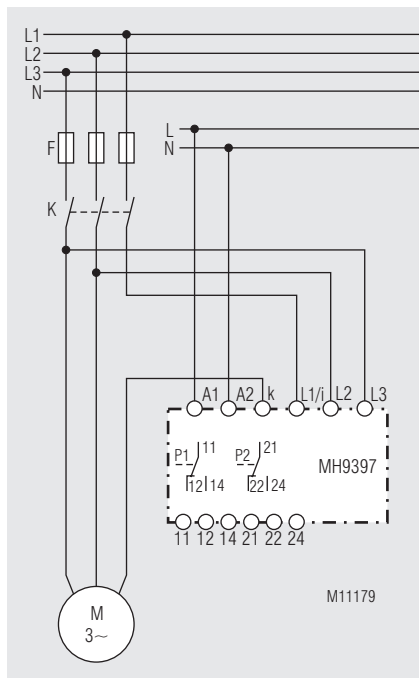 L1
L2
L3
N
L
F
N
K
A1 A2 k L1/i L2 L3
P1 11 P2 21
MH9397
12 14 22 24
11 12 14 21 22 24
M11179
M
3~